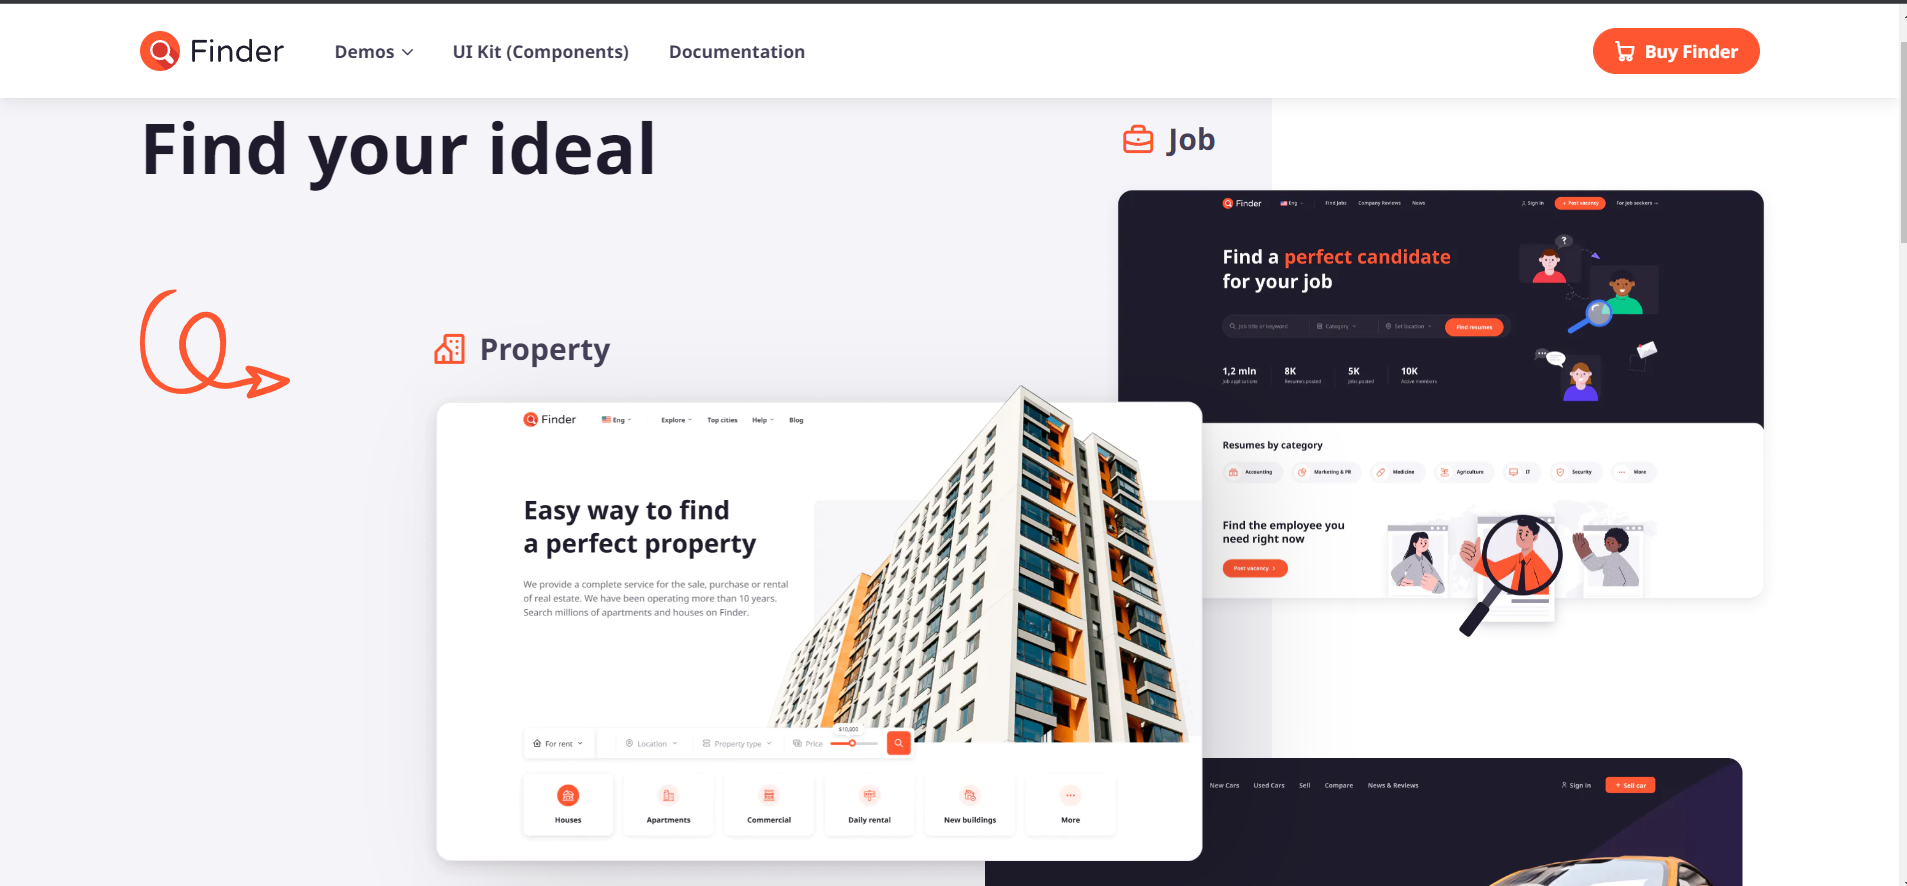 Finder
Demos
UI Kit (Components)
Documentation
Buy Finder
Find your ideal
Job
Finder
Eng
Find Jobs
Company Reviews
News
Sign in
+ Post vacancy
For job seekers →
Find a perfect candidate
for your job
Job title or keyword
Category
Set location
Find resumes
1,2 mln
8K
5K
10K
Job applications
Resumes posted
Jobs posted
Active members
Resumes by category
Accounting
Marketing & PR
Medicine
Agriculture
IT
Security
More
Find the employee you
need right now
Post vacancy
Property
Finder
Eng
Explore
Top cities
Help
Blog
Easy way to find
a perfect property
We provide a complete service for the sale, purchase or rental
of real estate. We have been operating more than 10 years.
Search millions of apartments and houses on Finder.
$10,600
For rent
Location
Property type
Price
Houses
Apartments
Commercial
Daily rental
New buildings
More
New Cars
Used Cars
Sell
Compare
News & Reviews
Sign in
+ Sell car